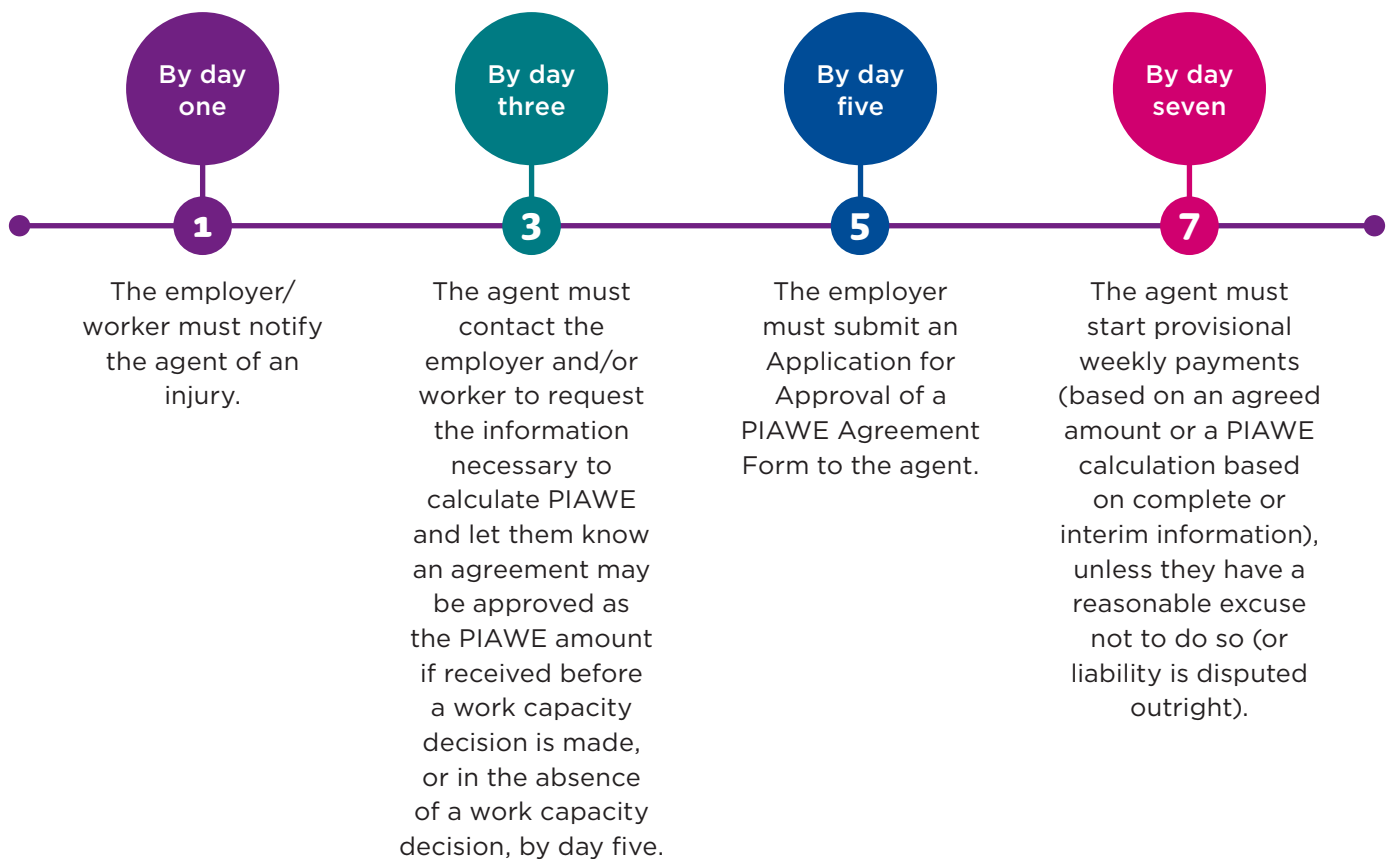 By day
one
By day
three
By day
five
By day
seven
1
3
5
7
The employer/
worker must notify
the agent of an
injury.
The agent must
contact the
employer and/or
worker to request
the information
necessary to
calculate PIAWE
and let them know
an agreement may
be approved as
the PIAWE amount
if received before
a work capacity
decision is made,
or in the absence
of a work capacity
decision, by day five.
The employer
must submit an
Application for
Approval of a
PIAWE Agreement
Form to the agent.
The agent must
start provisional
weekly payments
(based on an agreed
amount or a PIAWE
calculation based
on complete or
interim information),
unless they have a
reasonable excuse
not to do so (or
liability is disputed
outright).